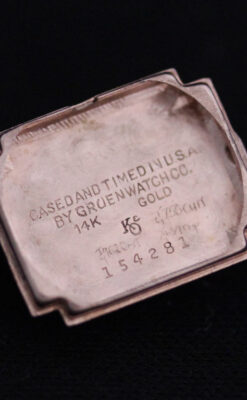 CASED AND TIMED IN U.S.A.
BY GRUEN WATCH CO.
14K GOLD
154281